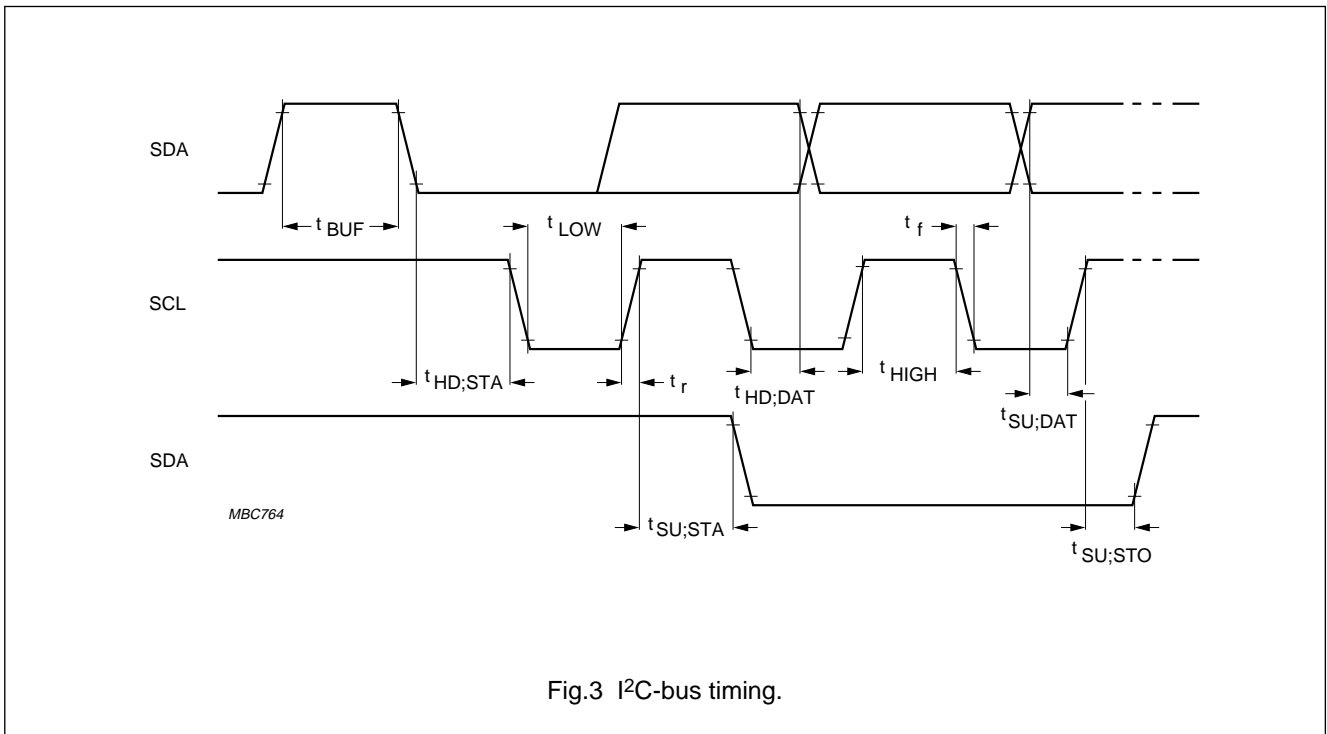 SDA
t BUF
t LOW
t f
SCL
t HD;STA
t r
t HD;DAT
t HIGH
t SU;DAT
SDA
MBC764
t SU;STA
t SU;STO
Fig.3 I2C-bus timing.